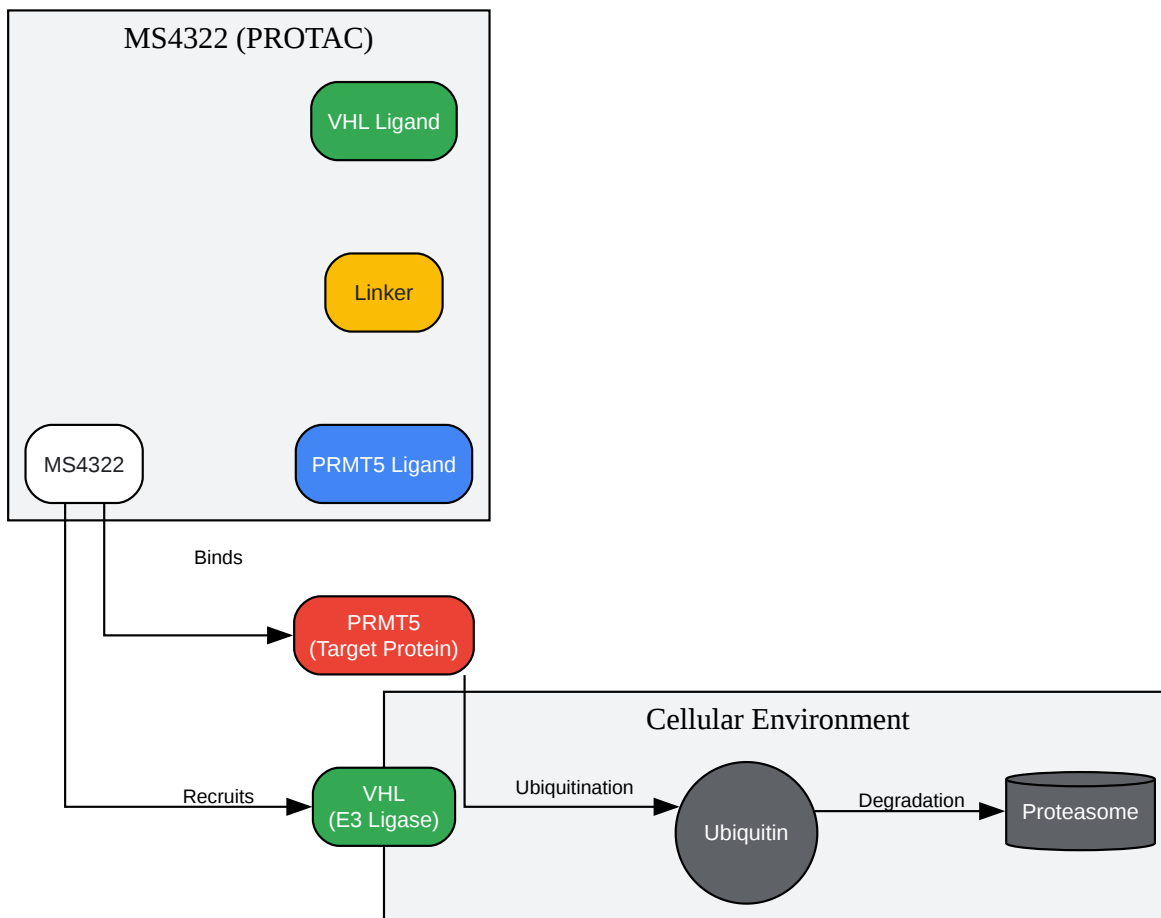 MS4322 (PROTAC)
VHL Ligand
Linker
MS4322
PRMT5 Ligand
Binds
PRMT5
(Target Protein)
Cellular Environment
Recruits
VHL
(E3 Ligase)
Ubiquitination
Ubiquitin
Degradation
Proteasome